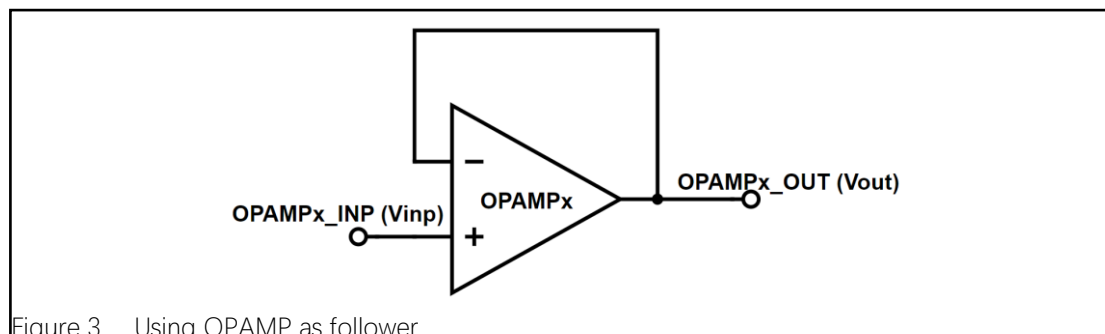 OPAMPx_OUT (Vout)
OPAMPx
OPAMPx_INP (Vinp)
−
+
Figure 3 Using OPAMP as follower